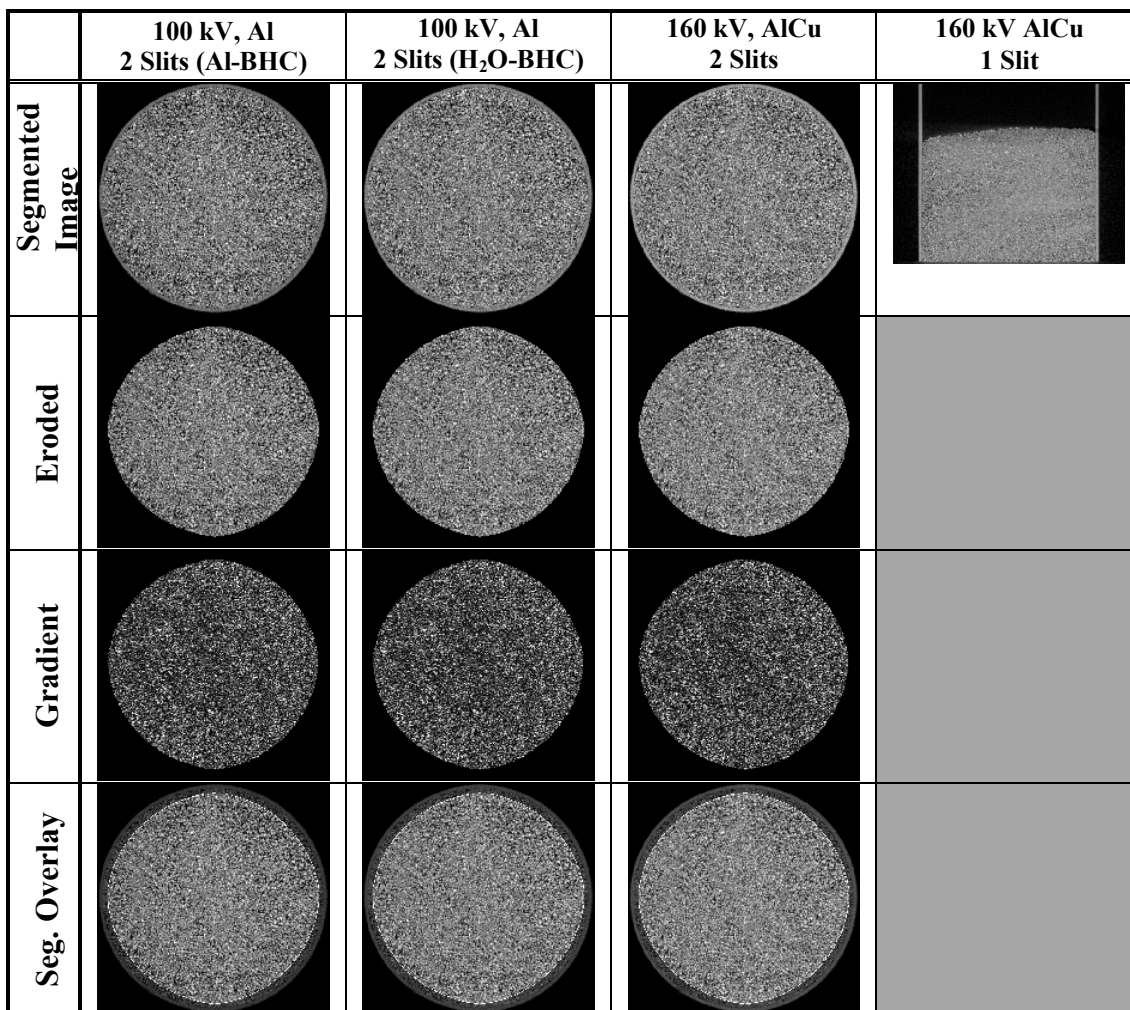 100 kV, Al
2 Slits (Al-BHC)
100 kV, Al
2 Slits (H₂O-BHC)
160 kV, AlCu
2 Slits
160 kV AlCu
1 Slit
Segmented
Image
Eroded
Gradient
Seg. Overlay